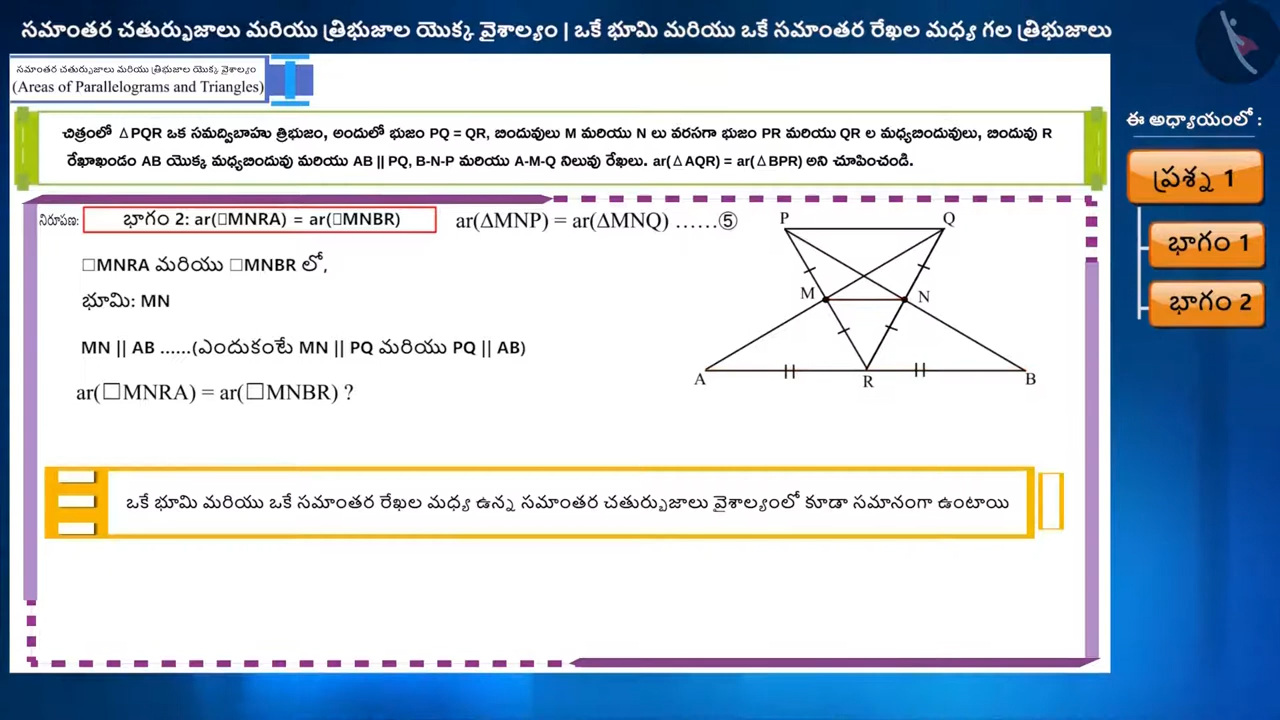 సమాంతర చతుర్భుజాలు మరియు త్రిభుజాల యొక్క వైశాల్యం | ఒకే భూమి మరియు ఒకే సమాంతర రేఖల మధ్య గల త్రిభుజాలు
సమాంతర చతుర్భుజాలు మరియు త్రిభుజాల యొక్క వైశాల్యం
(Areas of Parallelograms and Triangles)
ఈ అధ్యాయంలో :
చిత్రంలో △PQR ఒక సమద్విబాహు త్రిభుజం, అందులో భుజం PQ = QR, బిందువులు M మరియు N లు వరసగా భుజం PR మరియు QR ల మధ్యబిందువులు, బిందువు R
రేఖాఖండం AB యొక్క మధ్యబిందువు మరియు AB || PQ, B-N-P మరియు A-M-Q నిలువు రేఖలు. ar(△AQR) = ar(△BPR) అని చూపించండి.
ప్రశ్న 1
భాగం 1
భాగం 2
నిరూపణ:
భాగం 2: ar(□MNRA) = ar(□MNBR)
ar(ΔMNP) = ar(ΔMNQ) ……⑤
□MNRA మరియు □MNBR లో,
భూమి: MN
MN || AB ......(ఎందుకంటే MN || PQ మరియు PQ || AB)
ar(□MNRA) = ar(□MNBR) ?
P
Q
M
N
A
R
B
ఒకే భూమి మరియు ఒకే సమాంతర రేఖల మధ్య ఉన్న సమాంతర చతుర్భుజాలు వైశాల్యంలో కూడా సమానంగా ఉంటాయి